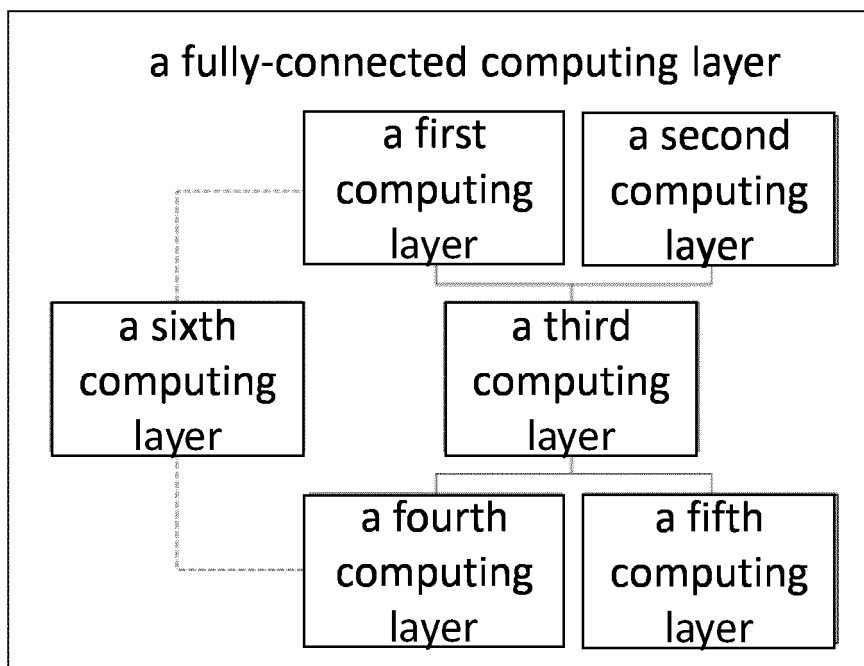 a fully-connected computing layer
a first
computing
layer
a second
computing
layer
a sixth
computing
layer
a third
computing
layer
a fourth
computing
layer
a fifth
computing
layer